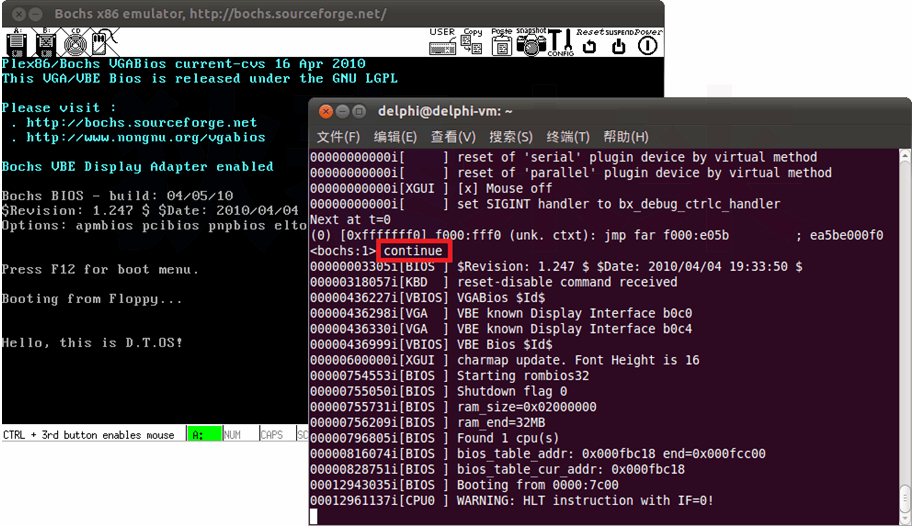 Bochs x86 emulator, http://bochs.sourceforge.net/
A:
B:
CD
USER
Copy
Paste
Snapshot
CONFIG
Reset
SUSPEND
Power
Plex86/Bochs VGABios current-cvs 16 Apr 2010
This VGA/VBE Bios is released under the GNU LGPL
Please visit :
. http://bochs.sourceforge.net
. http://www.nongnu.org/vgabios
Bochs VBE Display Adapter enabled
Bochs BIOS - build: 04/05/10
$Revision: 1.247 $ $Date: 2010/04/04
Options: apmbios pcibios pnpbios elto
Press F12 for boot menu.
Booting from Floppy...
Hello, this is D.T.OS!
CTRL + 3rd button enables mouse
A:
NUM
CAPS
SC
delphi@delphi-vm: ~
文件(F) 编辑(E) 查看(V) 搜索(S) 终端(T) 帮助(H)
00000000000i[     ] reset of 'serial' plugin device by virtual method
00000000000i[     ] reset of 'parallel' plugin device by virtual method
00000000000i[XGUI ] [x] Mouse off
00000000000i[     ] set SIGINT handler to bx_debug_ctrlc_handler
Next at t=0
(0) [0xfffffff0] f000:fff0 (unk. ctxt): jmp far f000:e05b          ; ea5be000f0
<bochs:1> continue
00000003305i[BIOS ] $Revision: 1.247 $ $Date: 2010/04/04 19:33:50 $
00000318057i[KBD  ] reset-disable command received
00000436227i[VBIOS] VGABios $Id$
00000436298i[VGA  ] VBE known Display Interface b0c0
00000436330i[VGA  ] VBE known Display Interface b0c4
00000436999i[VBIOS] VBE Bios $Id$
00000600000i[XGUI ] charmap update. Font Height is 16
00000754553i[BIOS ] Starting rombios32
00000755050i[BIOS ] Shutdown flag 0
00000755731i[BIOS ] ram_size=0x02000000
00000756209i[BIOS ] ram_end=32MB
00000796805i[BIOS ] Found 1 cpu(s)
00000816074i[BIOS ] bios_table_addr: 0x000fbc18 end=0x000fcc00
00000828751i[BIOS ] bios_table_cur_addr: 0x000fbc18
00012943035i[BIOS ] Booting from 0000:7c00
00012961137i[CPU0 ] WARNING: HLT instruction with IF=0!